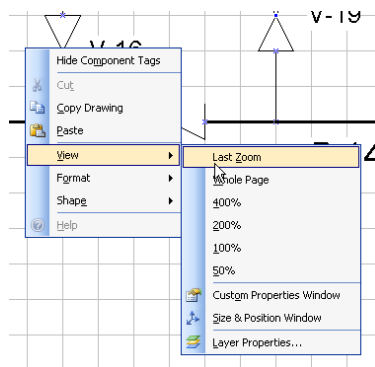 V-19
V-16
Hide Component Tags
Cut
Copy Drawing
Paste
View
Format
Shape
Help
Last Zoom
Whole Page
400%
200%
100%
50%
Custom Properties Window
Size & Position Window
Layer Properties...